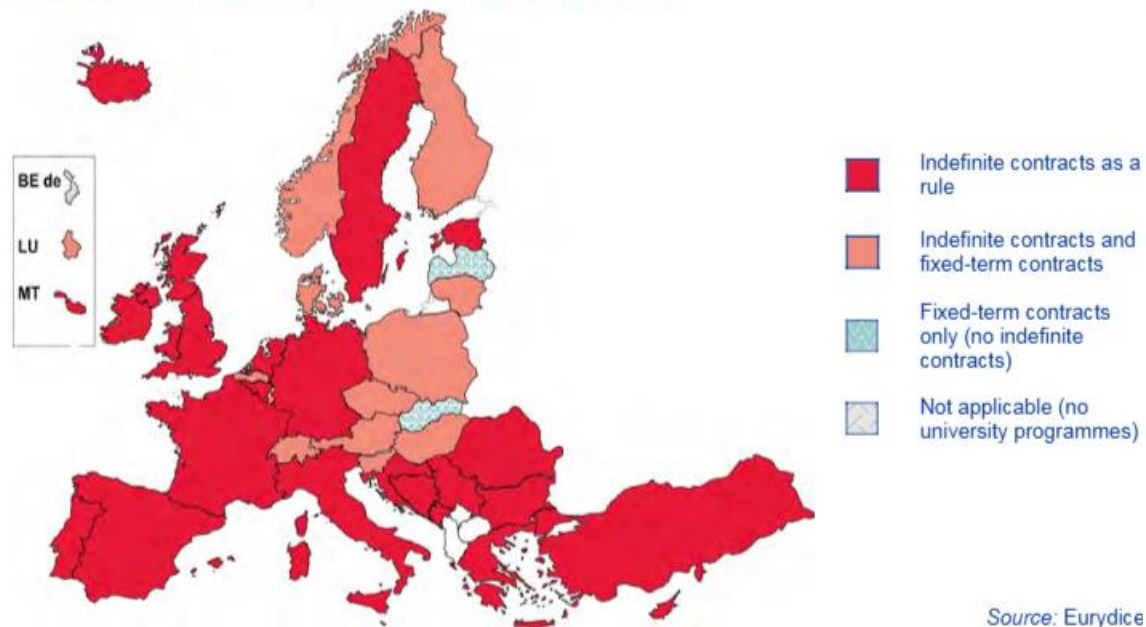 BE de
LU
MT
Indefinite contracts as a
rule
Indefinite contracts and
fixed-term contracts
Fixed-term contracts
only (no indefinite
contracts)
Not applicable (no
university programmes)
Source: Eurydice